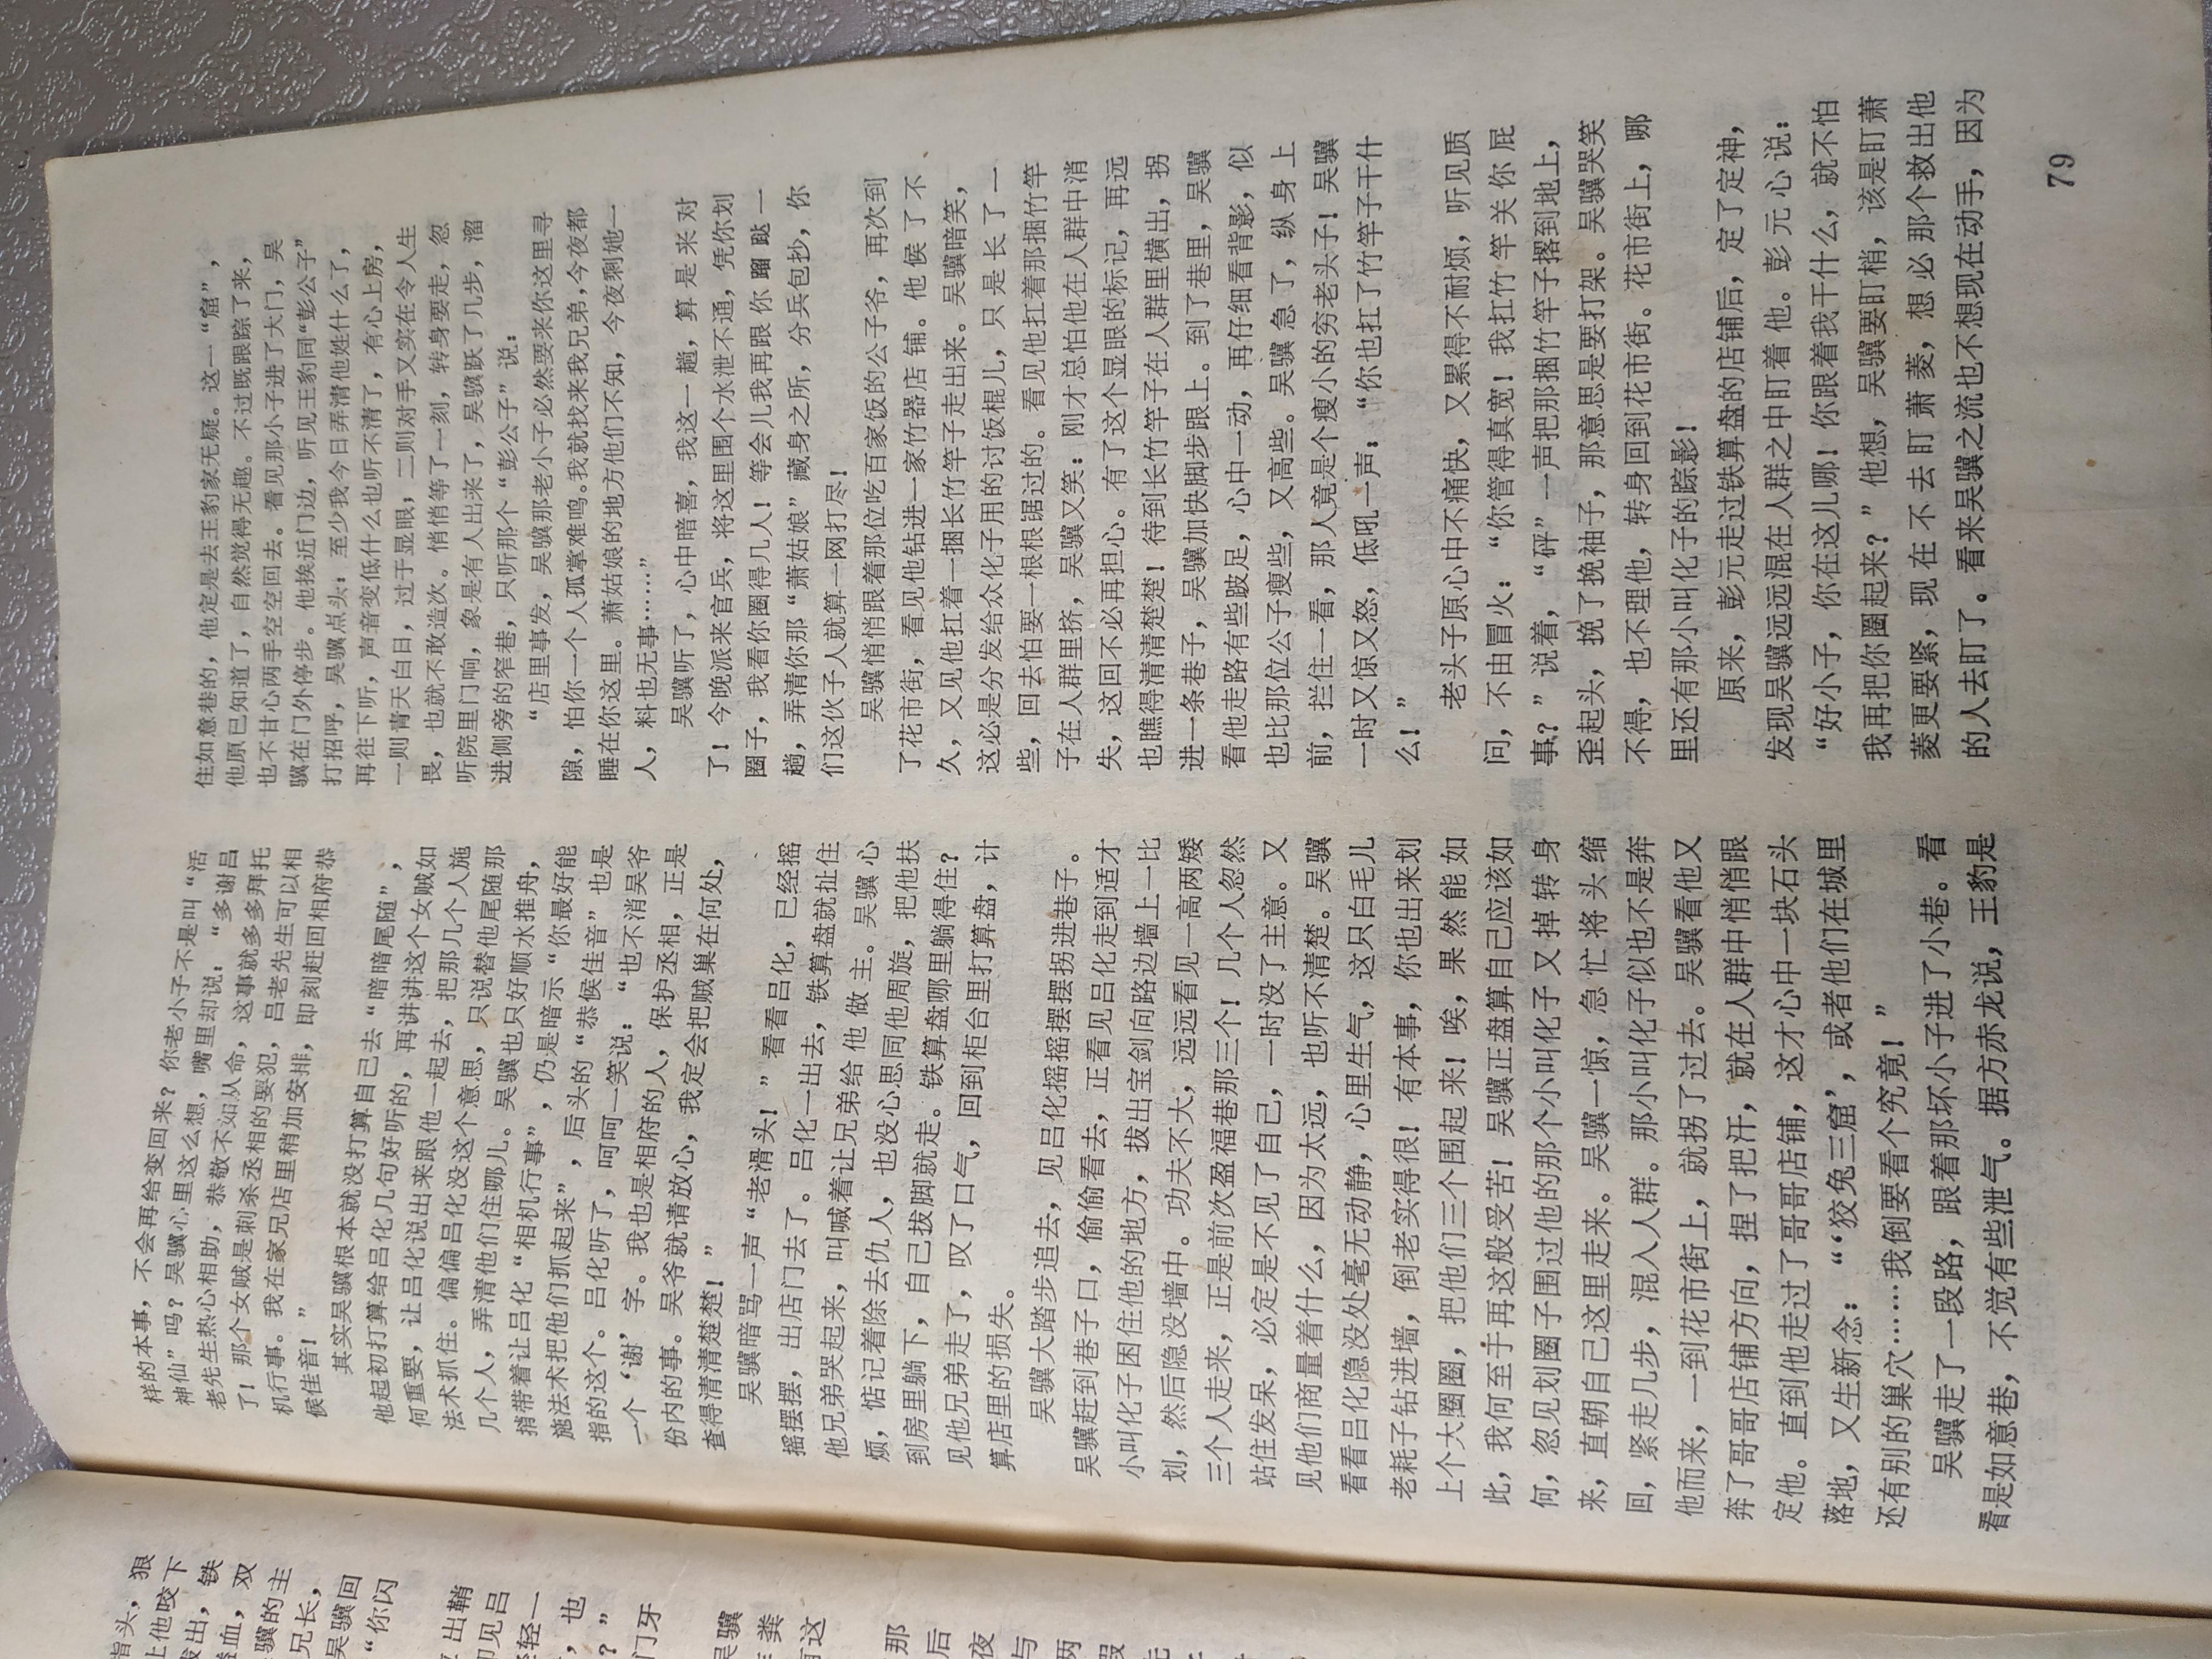 指头，狠
上他咬下
出，铁
血，双
骥的主
兄长，
吴骥回
“你闪
出鞘
即见吕
轻一
，也
？”
门牙
吴骥
粪
这
那
后
夜
与
两
样的本事，不会再给变回来？你老小子不是叫“活
神仙”吗？吴骥心里这么想，嘴里却说：“多谢吕
老先生热心相助，恭敬不如从命，这事就多多拜托
了！那个女贼是刺杀丞相的要犯，吕老先生可以相
机行事。我在家兄店里稍加安排，即刻赶回相府恭
侯佳音！”
其实吴骥根本就没打算自己去“暗暗尾随”，
他起初打算给吕化几句好听的，再讲讲这个女贼如
何重要，让吕化说出来跟他一起去，把那几个人施
法术抓住。偏偏吕化没这个意思，只说替他尾随那
几个人，弄清他们住哪儿。吴骥也只好顺水推舟，
捎带着让吕化“相机行事”，仍是暗示“你最好能
施法术把他们抓起来”，后头的“恭侯佳音”也是
指的这个。吕化听了，呵呵一笑说：“也不消吴爷
一个‘谢’字。我也是相府的人，保护丞相，正是
份内的事。吴爷就请放心，我定会把贼巢在何处，
查得清清楚楚！”
吴骥暗骂一声“老滑头！”看看吕化，已经摇
摇摆摆，出店门去了。吕化一出去，铁算盘就扯住
他兄弟哭起来，叫喊着让兄弟给他做主。吴骥心
烦，惦记着除去仇人，也没心思同他周旋，把他扶
到房里躺下，自己拔脚就走。铁算盘哪里躺得住？
见他兄弟走了，叹了口气，回到柜台里打算盘，计
算店里的损失。
吴骥大踏步追去，见吕化摇摇摆摆拐进巷子。
吴骥赶到巷子口，偷偷看去，正看见吕化走到适才
小叫化子困住他的地方，拔出宝剑向路边墙上一比
划，然后隐没墙中。功夫不大，远远看见一高两矮
三个人走来，正是前次盈福巷那三个！几个人忽然
站住发呆，必定是不见了自己，一时没了主意。又
见他们商量着什么，因为太远，也听不清楚。吴骥
看看吕化隐没处毫无动静，心里生气，这只白毛儿
老耗子钻进墙，倒老实得很！有本事，你也出来划
上个大圈圈，把他们三个围起来！唉，果然能如
此，我何至于再这般受苦！吴骥正盘算自己应该如
何，忽见划圈子围过他的那个小叫化子又掉转身
来，直朝自己这里走来。吴骥一惊，急忙将头缩
回，紧走几步，混入人群。那小叫化子似也不是奔
他而来，一到花市街上，就拐了过去。吴骥看他又
奔了哥哥店铺方向，捏了把汗，就在人群中悄悄跟
定他。直到他走过了哥哥店铺，这才心中一块石头
落地，又生新念：“‘狡兔三窟’，或者他们在城里
还有别的巢穴……我倒要看个究竟！”
吴骥走了一段路，跟着那坏小子进了小巷。看
看是如意巷，不觉有些泄气。据方赤龙说，王豹是
住如意巷的，他定是去王豹家无疑。这一“窟”，
他原已知道了，自然觉得无趣。不过既跟踪了来，
也不甘心两手空空回去。看见那小子进了大门，吴
骥在门外停步。他挨近门边，听见王豹同“彭公子”
打招呼，吴骥点头：至少我今日弄清他姓什么了，
再往下听，声音变低什么也听不清了，有心上房，
一则青天白日，过于显眼；二则对手又实在令人生
畏，也就不敢造次。悄悄等了一刻，转身要走，忽
听院里门响，象是有人出来了，吴骥跃了几步，溜
进侧旁的窄巷，只听那个“彭公子”说：
“店里事发，吴骥那老小子必然要来你这里寻
隙，怕你一个人孤掌难鸣。我就找来我兄弟，今夜都
睡在你这里。萧姑娘的地方他们不知，今夜剩她一
人，料也无事……”
吴骥听了，心中暗喜，我这一趟，算是来对
了！今晚派来官兵，将这里围个水泄不通，凭你划
圈子，我看你圈得几人！等会儿我再跟你蹓跶一
趟，弄清你那“萧姑娘”藏身之所，分兵包抄，你
们这伙子人就算一网打尽！
吴骥悄悄跟着那位吃百家饭的公子爷，再次到
了花市街，看见他钻进一家竹器店铺。他侯了不
久，又见他扛着一捆长竹竿子走出来。吴骥暗笑，
这必是分发给众化子用的讨饭棍儿，只是长了一
些，回去怕要一根根锯过的。看见他扛着那捆竹竿
子在人群里挤，吴骥又笑：刚才总怕他在人群中消
失，这回不必再担心。有了这个显眼的标记，再远
也瞧得清清楚楚！待到长竹竿子在人群里横出，拐
进一条巷子，吴骥加快脚步跟上。到了巷里，吴骥
看他走路有些跛足，心中一动，再仔细看背影，似
也比那位公子瘦些，又高些。吴骥急了，纵身上
前，拦住一看，那人竟是个瘦小的穷老头子！吴骥
一时又惊又怒，低吼一声：“你也扛了竹竿子干什
么！”
老头子原心中不痛快，又累得不耐烦，听见质
问，不由冒火：“你管得真宽！我扛竹竿关你屁
事？”说着，“砰”一声把那捆竹竿子撂到地上，
歪起头，挽了挽袖子，那意思是要打架。吴骥哭笑
不得，也不理他，转身回到花市街。花市街上，哪
里还有那小叫化子的踪影！
原来，彭元走过铁算盘的店铺后，定了定神，
发现吴骥远远混在人群之中盯着他。彭元心说：
“好小子，你在这儿哪！你跟着我干什么，就不怕
我再把你圈起来？”他想，吴骥要盯梢，该是盯萧
菱更要紧，现在不去盯萧菱，想必那个救出他
的人去盯了。看来吴骥之流也不想现在动手，因为
79